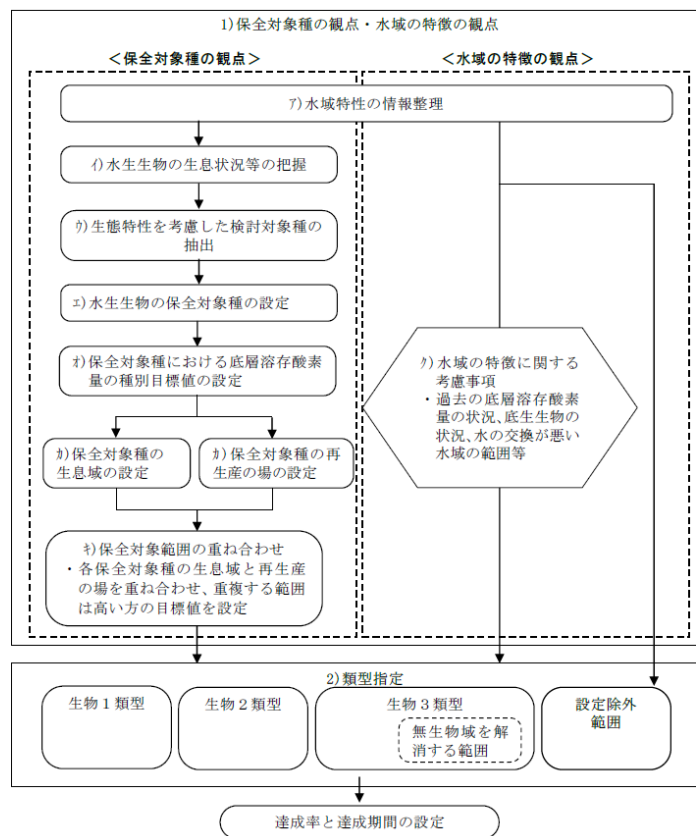 1)保全対象種の観点・水域の特徴の観点
＜保全対象種の観点＞
＜水域の特徴の観点＞
ｱ)水域特性の情報整理
ｲ)水生生物の生息状況等の把握
ｳ)生態特性を考慮した検討対象種の
抽出
ｴ)水生生物の保全対象種の設定
ｵ)保全対象種における底層溶存酸素
量の種別目標値の設定
ｶ)保全対象種の
生息域の設定
ｶ)保全対象種の再
生産の場の設定
ｷ)保全対象範囲の重ね合わせ
・各保全対象種の生息域と再生産
の場を重ね合わせ、重複する範囲
は高い方の目標値を設定
ｸ)水域の特徴に関する
考慮事項
・過去の底層溶存酸素
量の状況、底生生物の
状況、水の交換が悪い
水域の範囲等
2)類型指定
生物１類型
生物２類型
生物３類型
無生物域を解
消する範囲
設定除外
範囲
達成率と達成期間の設定